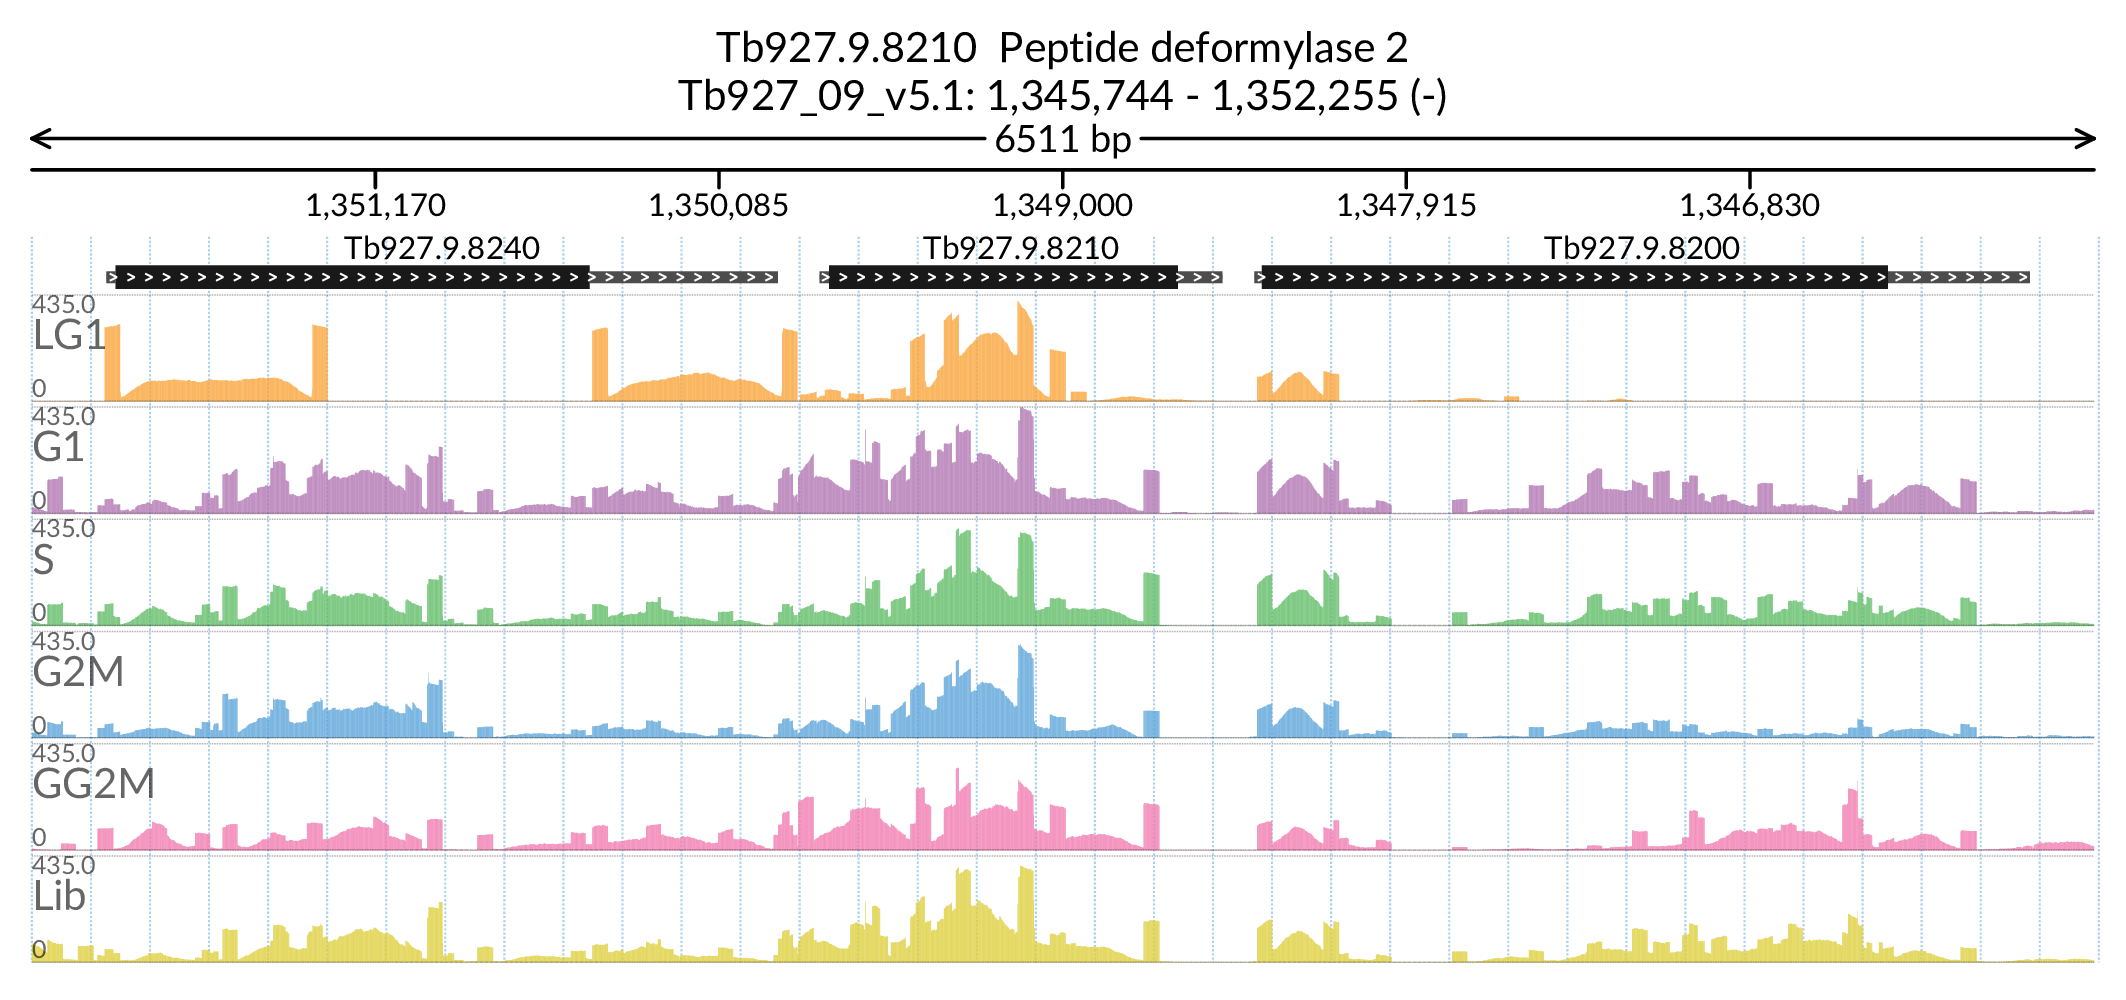 Tb927.9.8210  Peptide deformylase 2
Tb927_09_v5.1: 1,345,744 - 1,352,255 (-)
6511 bp
1,351,170 1,350,085 1,349,000 1,347,915 1,346,830
Tb927.9.8240 Tb927.9.8210 Tb927.9.8200
435.0
LG1
0
435.0
G1
0
435.0
S
0
435.0
G2M
0
435.0
GG2M
0
435.0
Lib
0